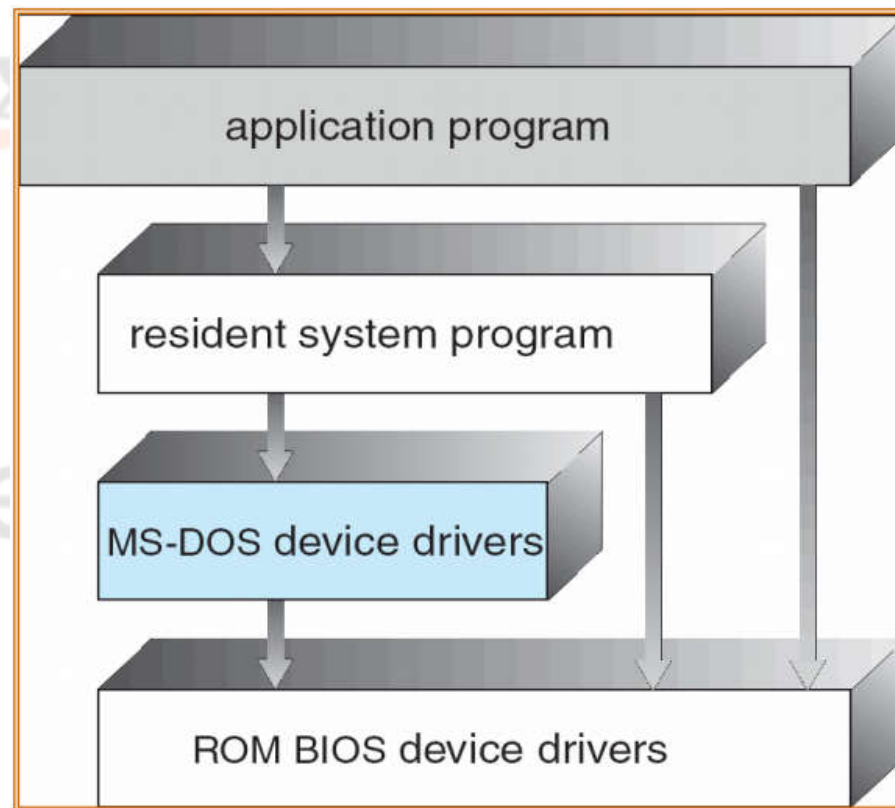 application program
resident system program
MS-DOS device drivers
ROM BIOS device drivers